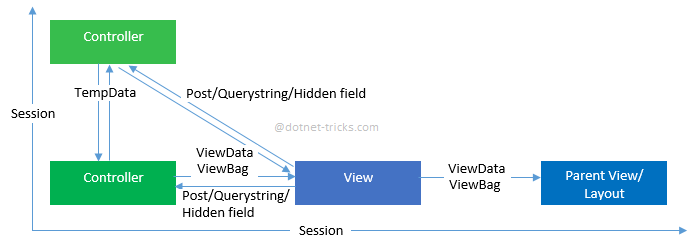 Controller
TempData
Post/Querystring/Hidden field
Session
@dotnet-tricks.com
ViewData
ViewBag
Controller
View
ViewData
ViewBag
Parent View/
Layout
Post/Querystring/
Hidden field
Session